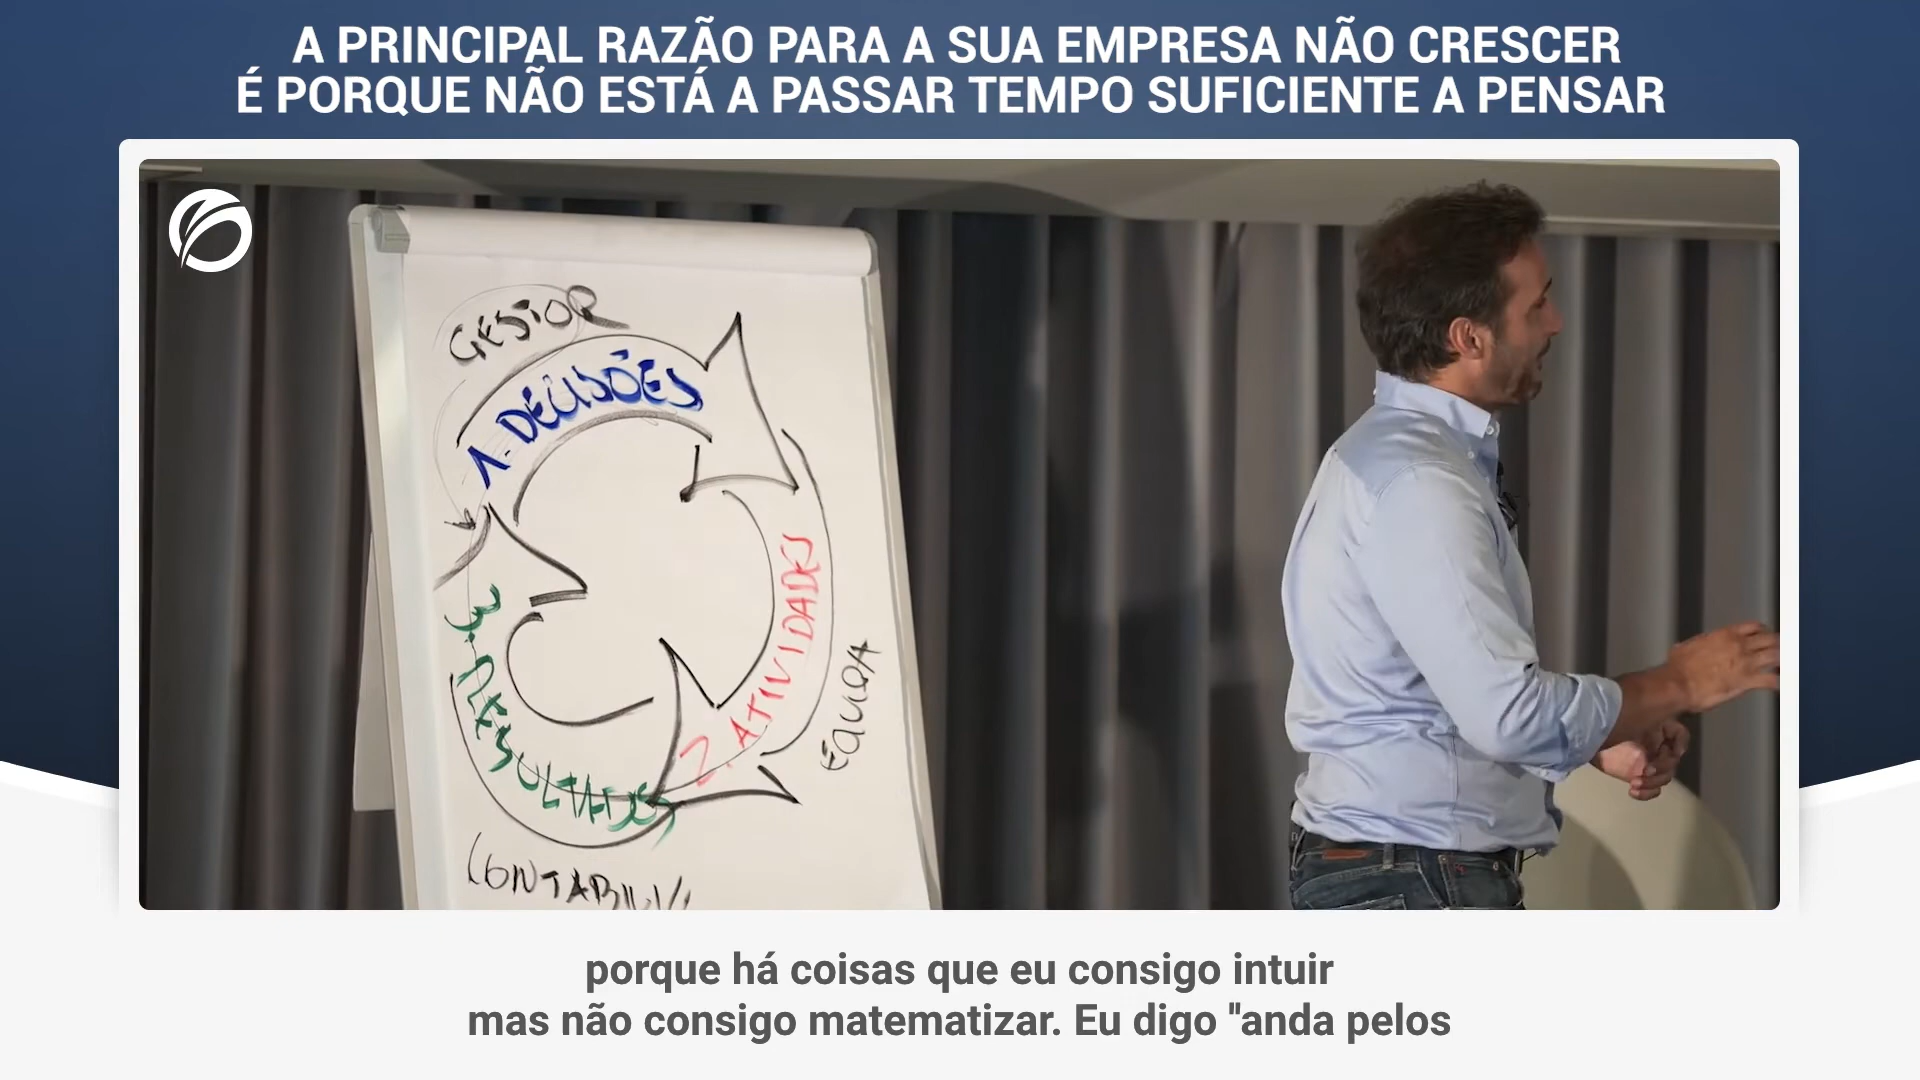 A PRINCIPAL RAZÃO PARA A SUA EMPRESA NÃO CRESCER
É PORQUE NÃO ESTÁ A PASSAR TEMPO SUFICIENTE A PENSAR
GESTOR
1. DECISÕES
2. ATIVIDADES
EQUIPA
3. RESULTADOS
porque há coisas que eu consigo intuir
mas não consigo matematizar. Eu digo "anda pelos